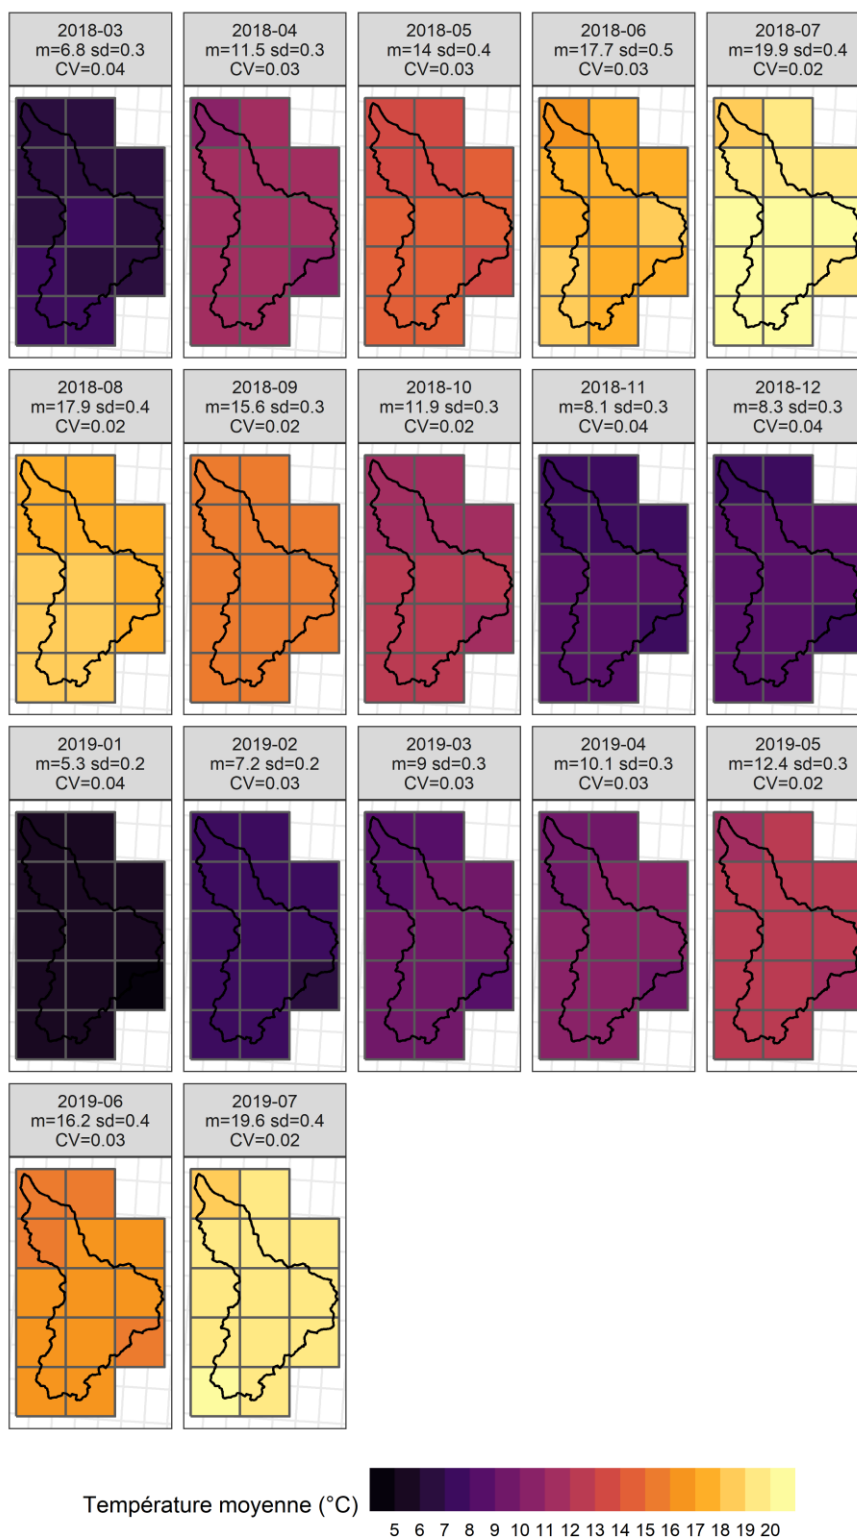 2018-03
m=6.8 sd=0.3
CV=0.04
2018-04
m=11.5 sd=0.3
CV=0.03
2018-05
m=14 sd=0.4
CV=0.03
2018-06
m=17.7 sd=0.5
CV=0.03
2018-07
m=19.9 sd=0.4
CV=0.02
2018-08
m=17.9 sd=0.4
CV=0.02
2018-09
m=15.6 sd=0.3
CV=0.02
2018-10
m=11.9 sd=0.3
CV=0.02
2018-11
m=8.1 sd=0.3
CV=0.04
2018-12
m=8.3 sd=0.3
CV=0.04
2019-01
m=5.3 sd=0.2
CV=0.04
2019-02
m=7.2 sd=0.2
CV=0.03
2019-03
m=9 sd=0.3
CV=0.03
2019-04
m=10.1 sd=0.3
CV=0.03
2019-05
m=12.4 sd=0.3
CV=0.02
2019-06
m=16.2 sd=0.4
CV=0.03
2019-07
m=19.6 sd=0.4
CV=0.02
Température moyenne (°C)
5 6 7 8 9 10 11 12 13 14 15 16 17 18 19 20